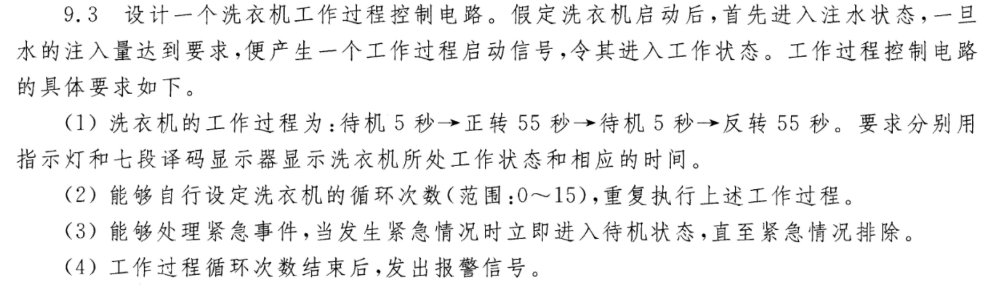 9.3 设计一个洗衣机工作过程控制电路。假定洗衣机启动后,首先进入注水状态,一旦
水的注入量达到要求,便产生一个工作过程启动信号,令其进入工作状态。工作过程控制电路
的具体要求如下。
(1) 洗衣机的工作过程为:待机 5 秒→正转 55 秒→待机 5 秒→反转 55 秒。要求分别用
指示灯和七段译码显示器显示洗衣机所处工作状态和相应的时间。
(2) 能够自行设定洗衣机的循环次数(范围:0～15),重复执行上述工作过程。
(3) 能够处理紧急事件,当发生紧急情况时立即进入待机状态,直至紧急情况排除。
(4) 工作过程循环次数结束后,发出报警信号。